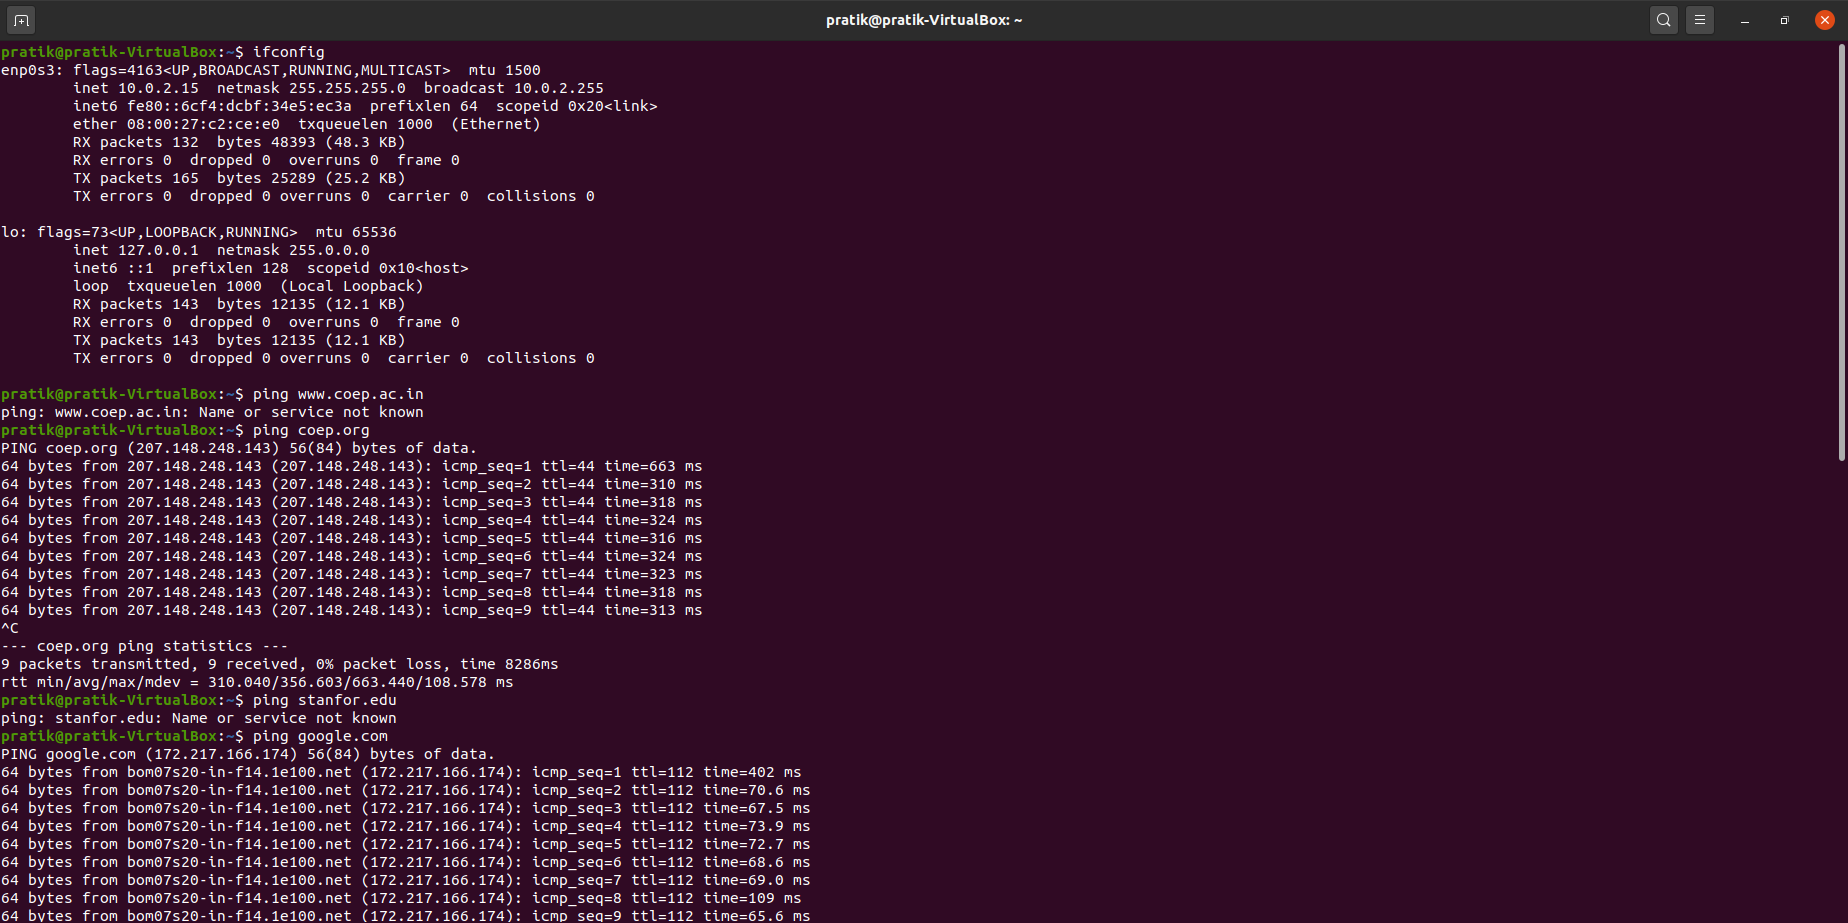 pratik@pratik-VirtualBox: ~
pratik@pratik-VirtualBox:~$ ifconfig
enp0s3: flags=4163<UP,BROADCAST,RUNNING,MULTICAST>  mtu 1500
        inet 10.0.2.15  netmask 255.255.255.0  broadcast 10.0.2.255
        inet6 fe80::6cf4:dcbf:34e5:ec3a  prefixlen 64  scopeid 0x20<link>
        ether 08:00:27:c2:ce:e0  txqueuelen 1000  (Ethernet)
        RX packets 132  bytes 48393 (48.3 KB)
        RX errors 0  dropped 0  overruns 0  frame 0
        TX packets 165  bytes 25289 (25.2 KB)
        TX errors 0  dropped 0 overruns 0  carrier 0  collisions 0

lo: flags=73<UP,LOOPBACK,RUNNING>  mtu 65536
        inet 127.0.0.1  netmask 255.0.0.0
        inet6 ::1  prefixlen 128  scopeid 0x10<host>
        loop  txqueuelen 1000  (Local Loopback)
        RX packets 143  bytes 12135 (12.1 KB)
        RX errors 0  dropped 0  overruns 0  frame 0
        TX packets 143  bytes 12135 (12.1 KB)
        TX errors 0  dropped 0 overruns 0  carrier 0  collisions 0

pratik@pratik-VirtualBox:~$ ping www.coep.ac.in
ping: www.coep.ac.in: Name or service not known
pratik@pratik-VirtualBox:~$ ping coep.org
PING coep.org (207.148.248.143) 56(84) bytes of data.
64 bytes from 207.148.248.143 (207.148.248.143): icmp_seq=1 ttl=44 time=663 ms
64 bytes from 207.148.248.143 (207.148.248.143): icmp_seq=2 ttl=44 time=310 ms
64 bytes from 207.148.248.143 (207.148.248.143): icmp_seq=3 ttl=44 time=318 ms
64 bytes from 207.148.248.143 (207.148.248.143): icmp_seq=4 ttl=44 time=324 ms
64 bytes from 207.148.248.143 (207.148.248.143): icmp_seq=5 ttl=44 time=316 ms
64 bytes from 207.148.248.143 (207.148.248.143): icmp_seq=6 ttl=44 time=324 ms
64 bytes from 207.148.248.143 (207.148.248.143): icmp_seq=7 ttl=44 time=323 ms
64 bytes from 207.148.248.143 (207.148.248.143): icmp_seq=8 ttl=44 time=318 ms
64 bytes from 207.148.248.143 (207.148.248.143): icmp_seq=9 ttl=44 time=313 ms
^C
--- coep.org ping statistics ---
9 packets transmitted, 9 received, 0% packet loss, time 8286ms
rtt min/avg/max/mdev = 310.040/356.603/663.440/108.578 ms
pratik@pratik-VirtualBox:~$ ping stanfor.edu
ping: stanfor.edu: Name or service not known
pratik@pratik-VirtualBox:~$ ping google.com
PING google.com (172.217.166.174) 56(84) bytes of data.
64 bytes from bom07s20-in-f14.1e100.net (172.217.166.174): icmp_seq=1 ttl=112 time=402 ms
64 bytes from bom07s20-in-f14.1e100.net (172.217.166.174): icmp_seq=2 ttl=112 time=70.6 ms
64 bytes from bom07s20-in-f14.1e100.net (172.217.166.174): icmp_seq=3 ttl=112 time=67.5 ms
64 bytes from bom07s20-in-f14.1e100.net (172.217.166.174): icmp_seq=4 ttl=112 time=73.9 ms
64 bytes from bom07s20-in-f14.1e100.net (172.217.166.174): icmp_seq=5 ttl=112 time=72.7 ms
64 bytes from bom07s20-in-f14.1e100.net (172.217.166.174): icmp_seq=6 ttl=112 time=68.6 ms
64 bytes from bom07s20-in-f14.1e100.net (172.217.166.174): icmp_seq=7 ttl=112 time=69.0 ms
64 bytes from bom07s20-in-f14.1e100.net (172.217.166.174): icmp_seq=8 ttl=112 time=109 ms
64 bytes from bom07s20-in-f14.1e100.net (172.217.166.174): icmp_seq=9 ttl=112 time=65.6 ms